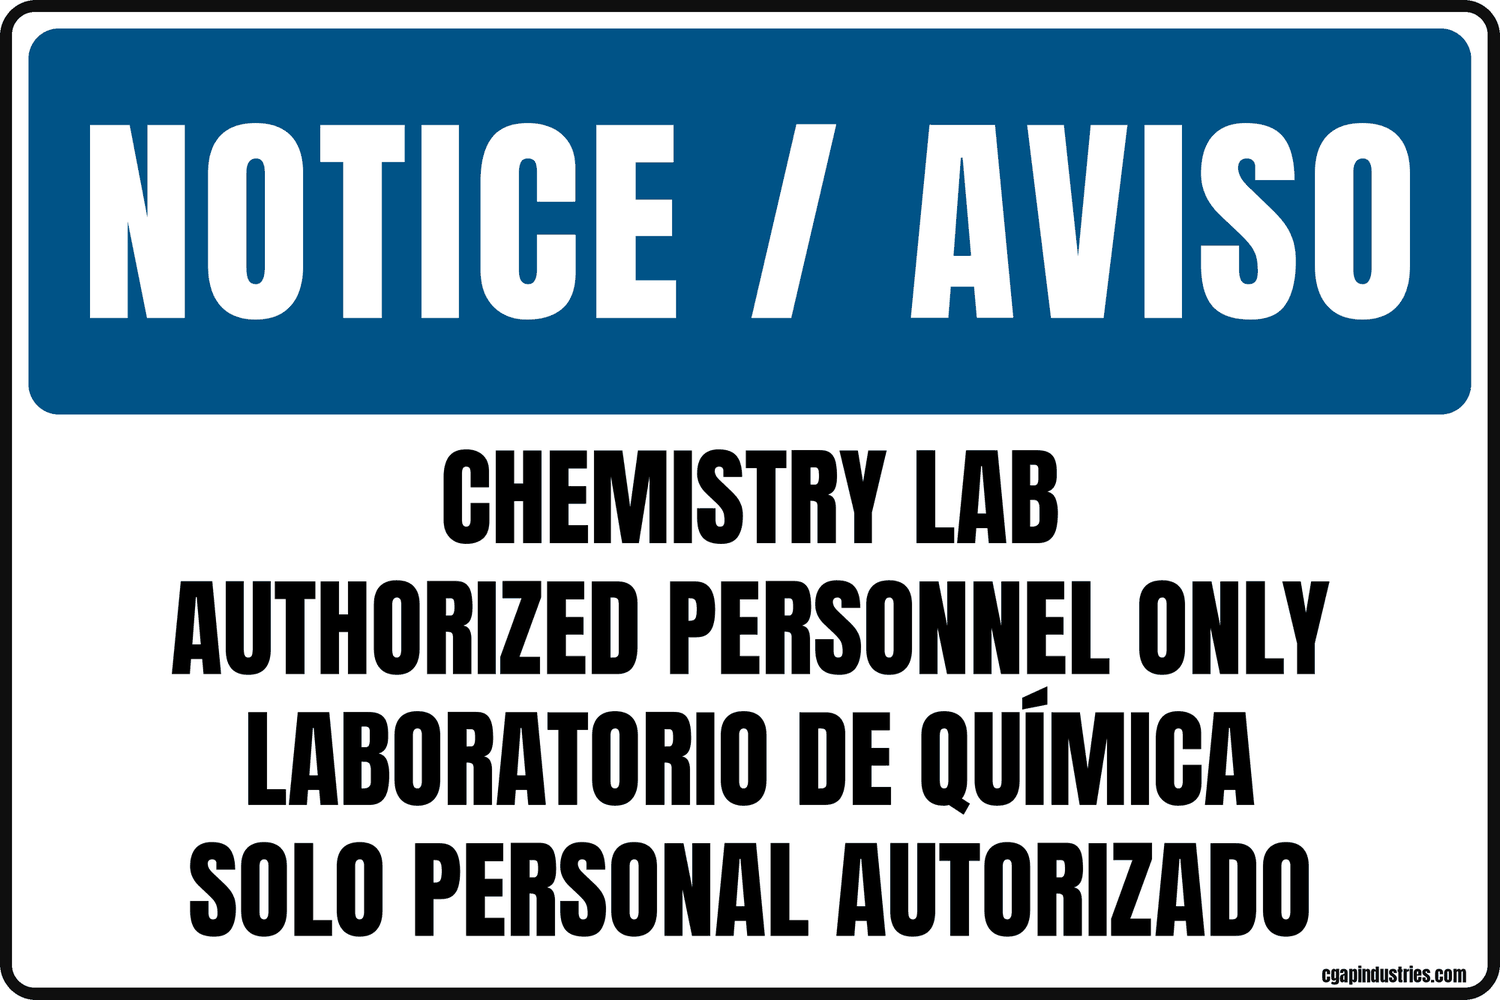 NOTICE / AVISO
CHEMISTRY LAB
AUTHORIZED PERSONNEL ONLY
LABORATORIO DE QUÍMICA
SOLO PERSONAL AUTORIZADO
cgapindustries.com